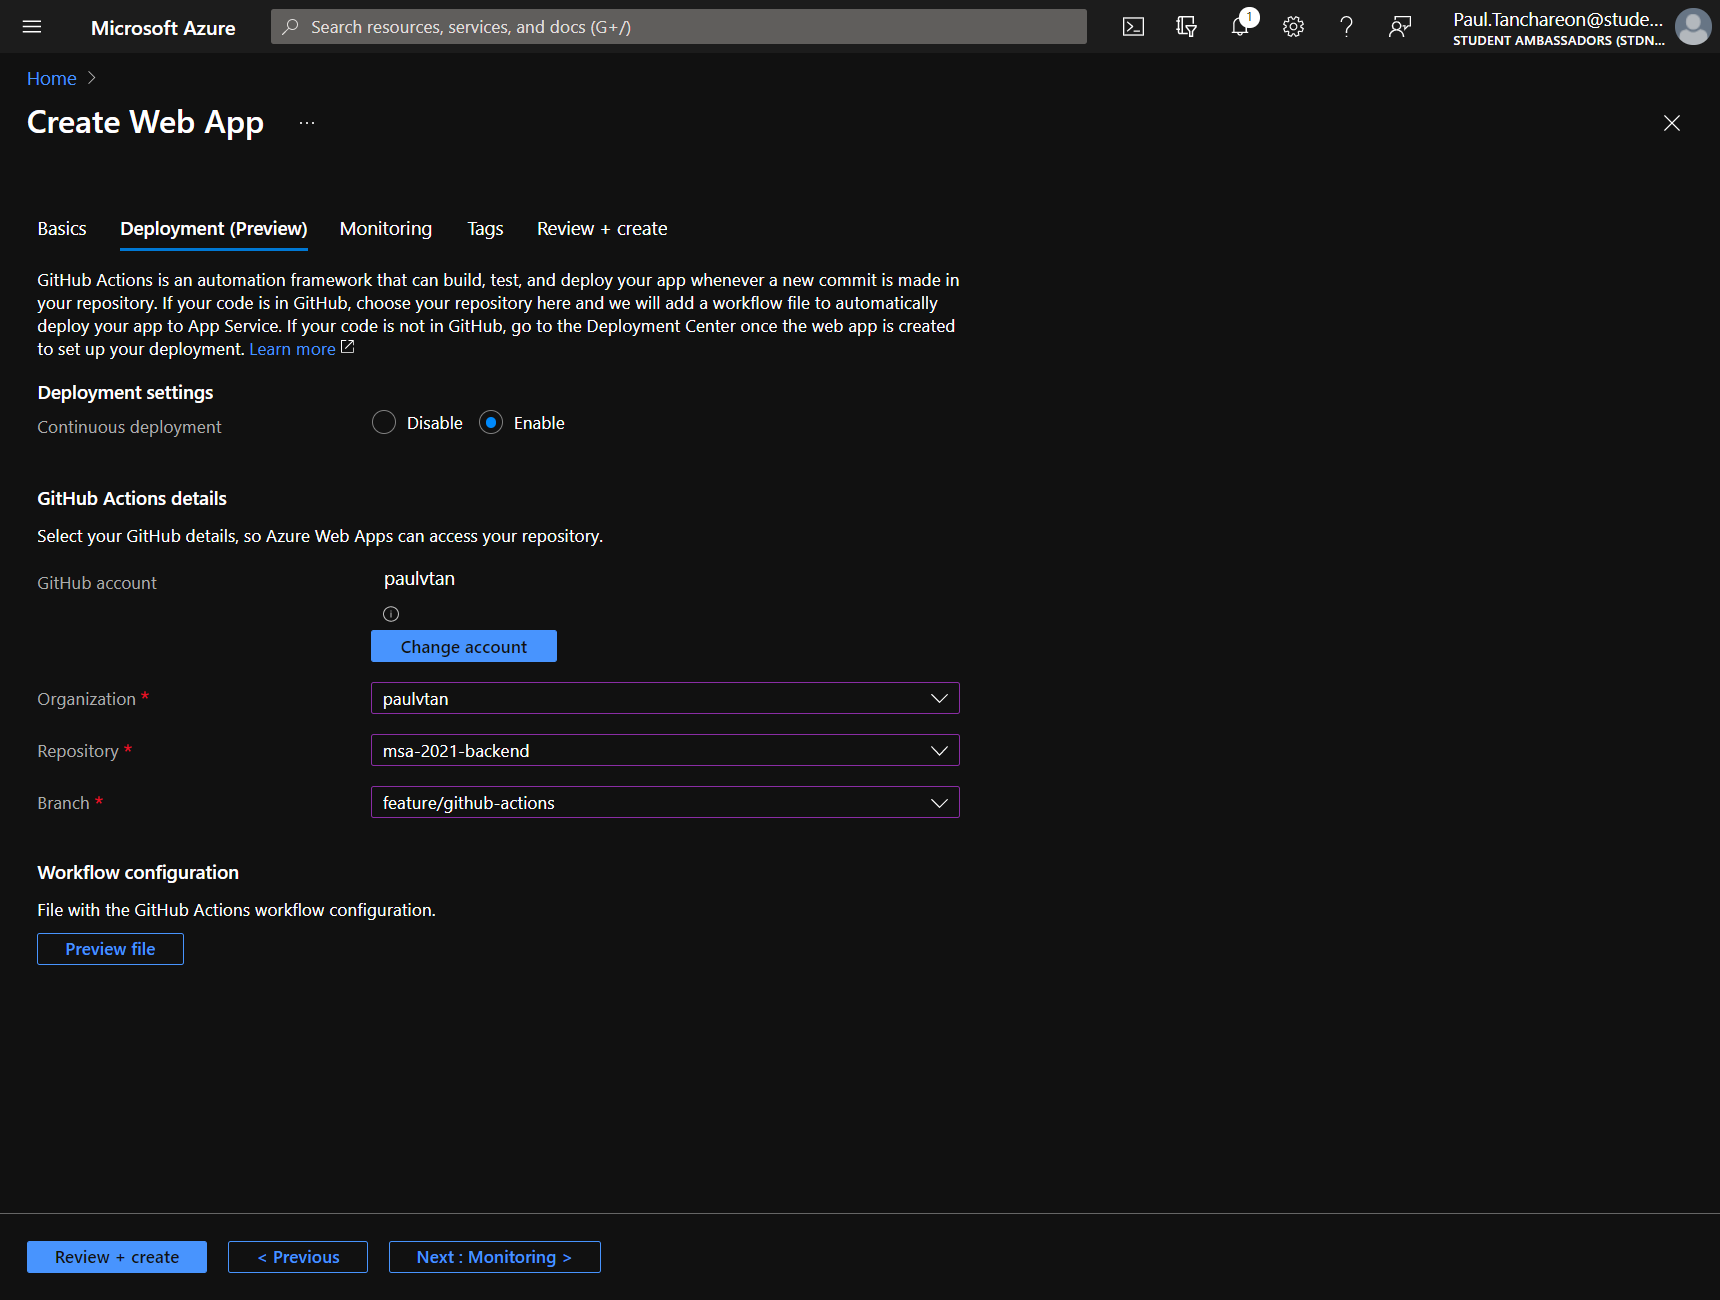 Microsoft Azure
Search resources, services, and docs (G+/)
1
Paul.Tanchareon@stude...
STUDENT AMBASSADORS (STDN...
Home
Create Web App
...
Basics
Deployment (Preview)
Monitoring
Tags
Review + create
GitHub Actions is an automation framework that can build, test, and deploy your app whenever a new commit is made in
your repository. If your code is in GitHub, choose your repository here and we will add a workflow file to automatically
deploy your app to App Service. If your code is not in GitHub, go to the Deployment Center once the web app is created
to set up your deployment. Learn more
Deployment settings
Continuous deployment
Disable
Enable
GitHub Actions details
Select your GitHub details, so Azure Web Apps can access your repository.
GitHub account
paulvtan
Change account
Organization *
paulvtan
Repository *
msa-2021-backend
Branch *
feature/github-actions
Workflow configuration
File with the GitHub Actions workflow configuration.
Preview file
Review + create
< Previous
Next : Monitoring >